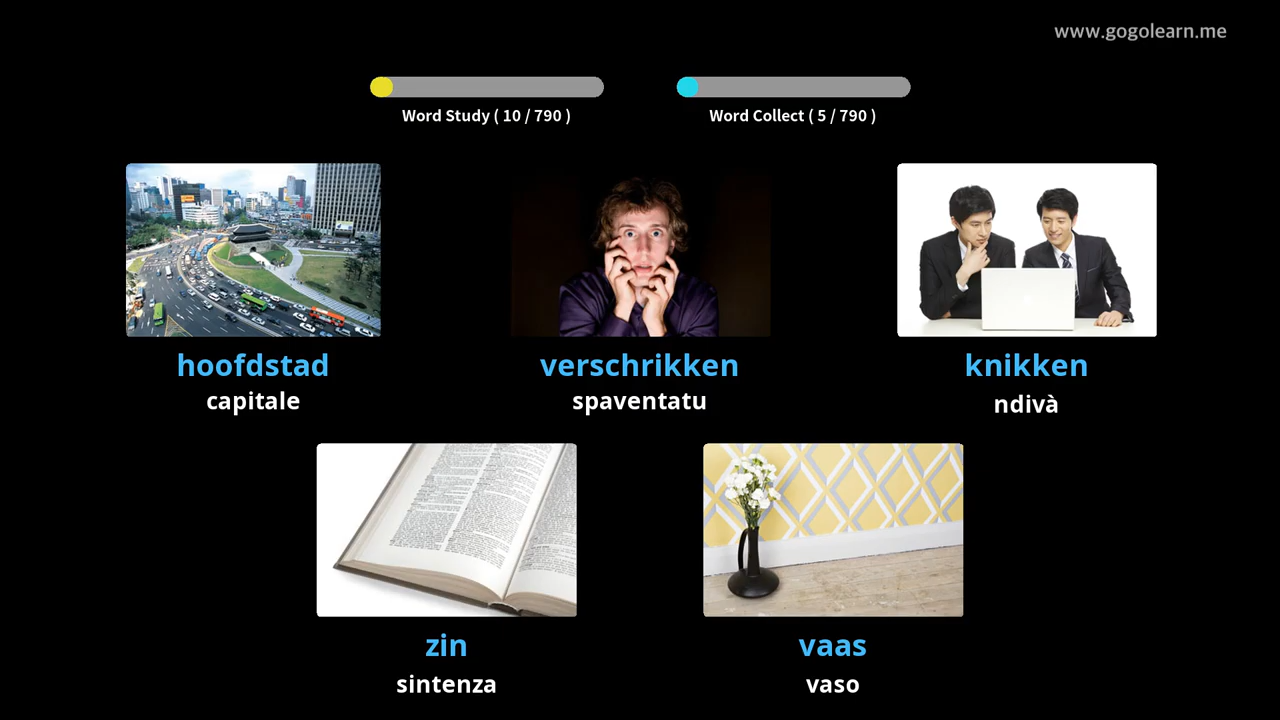 www.gogolearn.me
Word Study ( 10 / 790 )
Word Collect ( 5 / 790 )
hoofdstad
capitale
verschrikken
spaventatu
knikken
ndivà
zin
sintenza
vaas
vaso